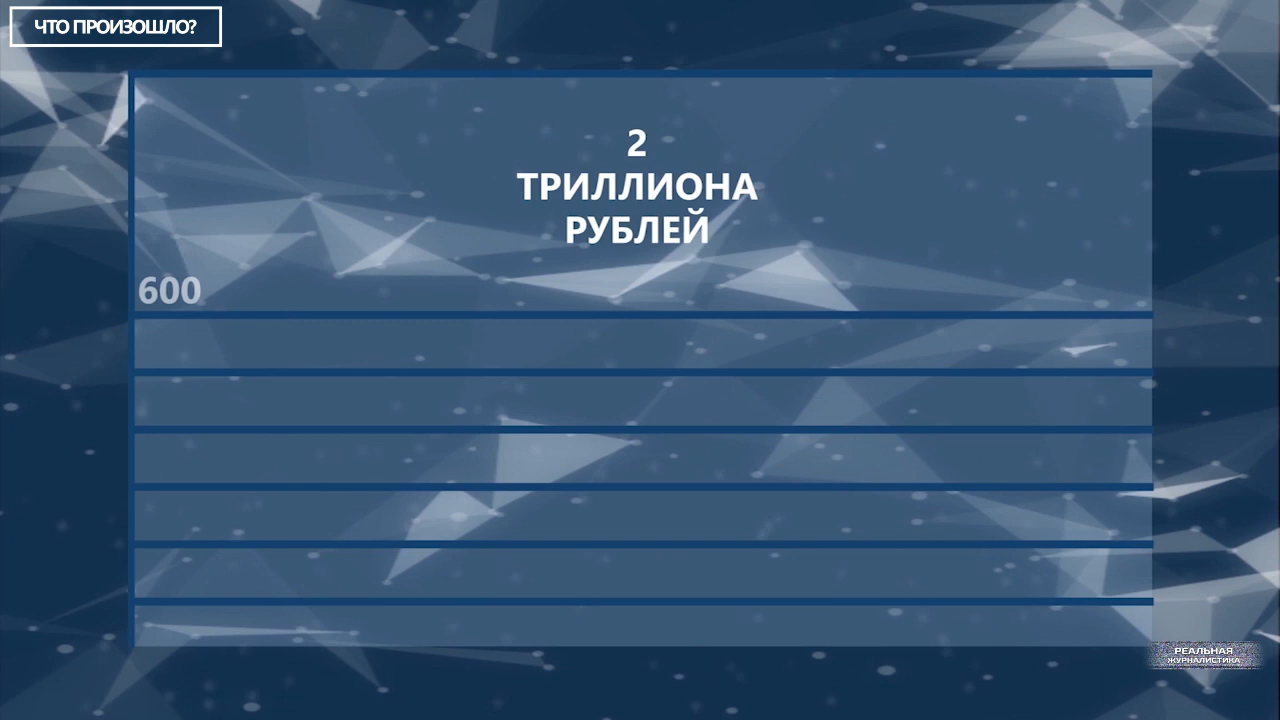 ЧТО ПРОИЗОШЛО?
2
ТРИЛЛИОНА
РУБЛЕЙ
600
РЕАЛЬНАЯ
ЖУРНАЛИСТИКА